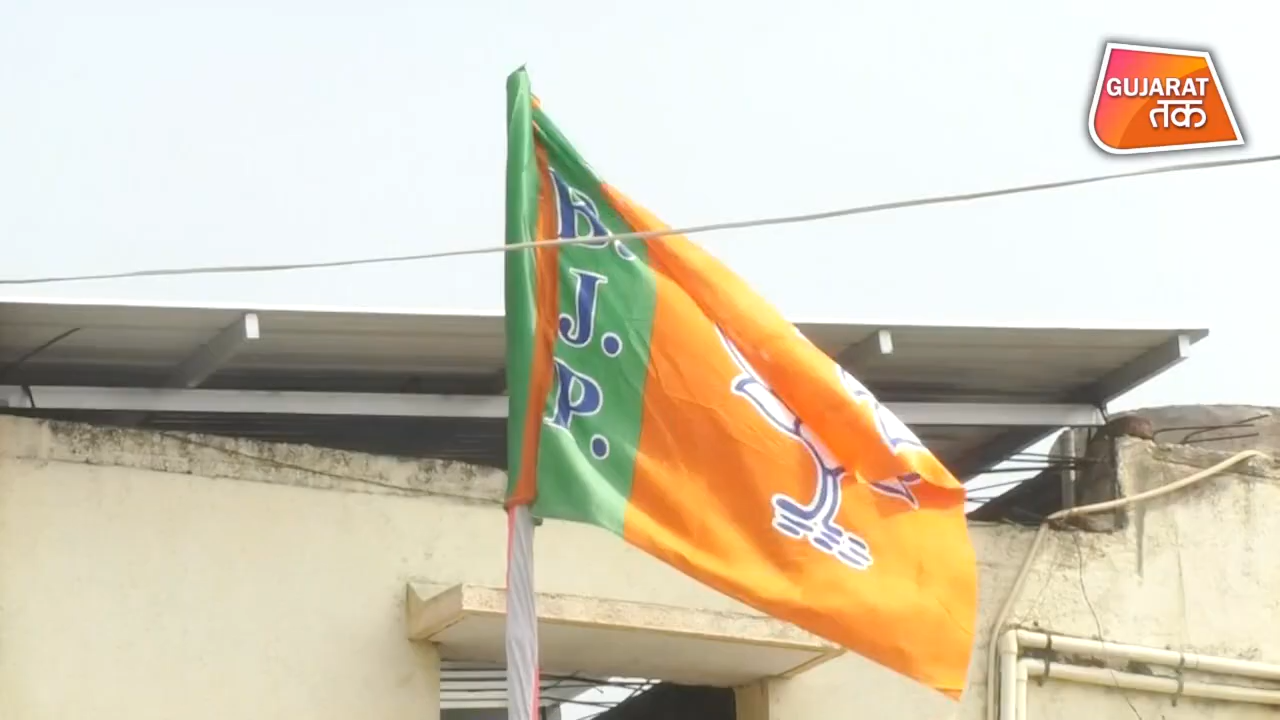 GUJARAT
तक
B.
J.
P.